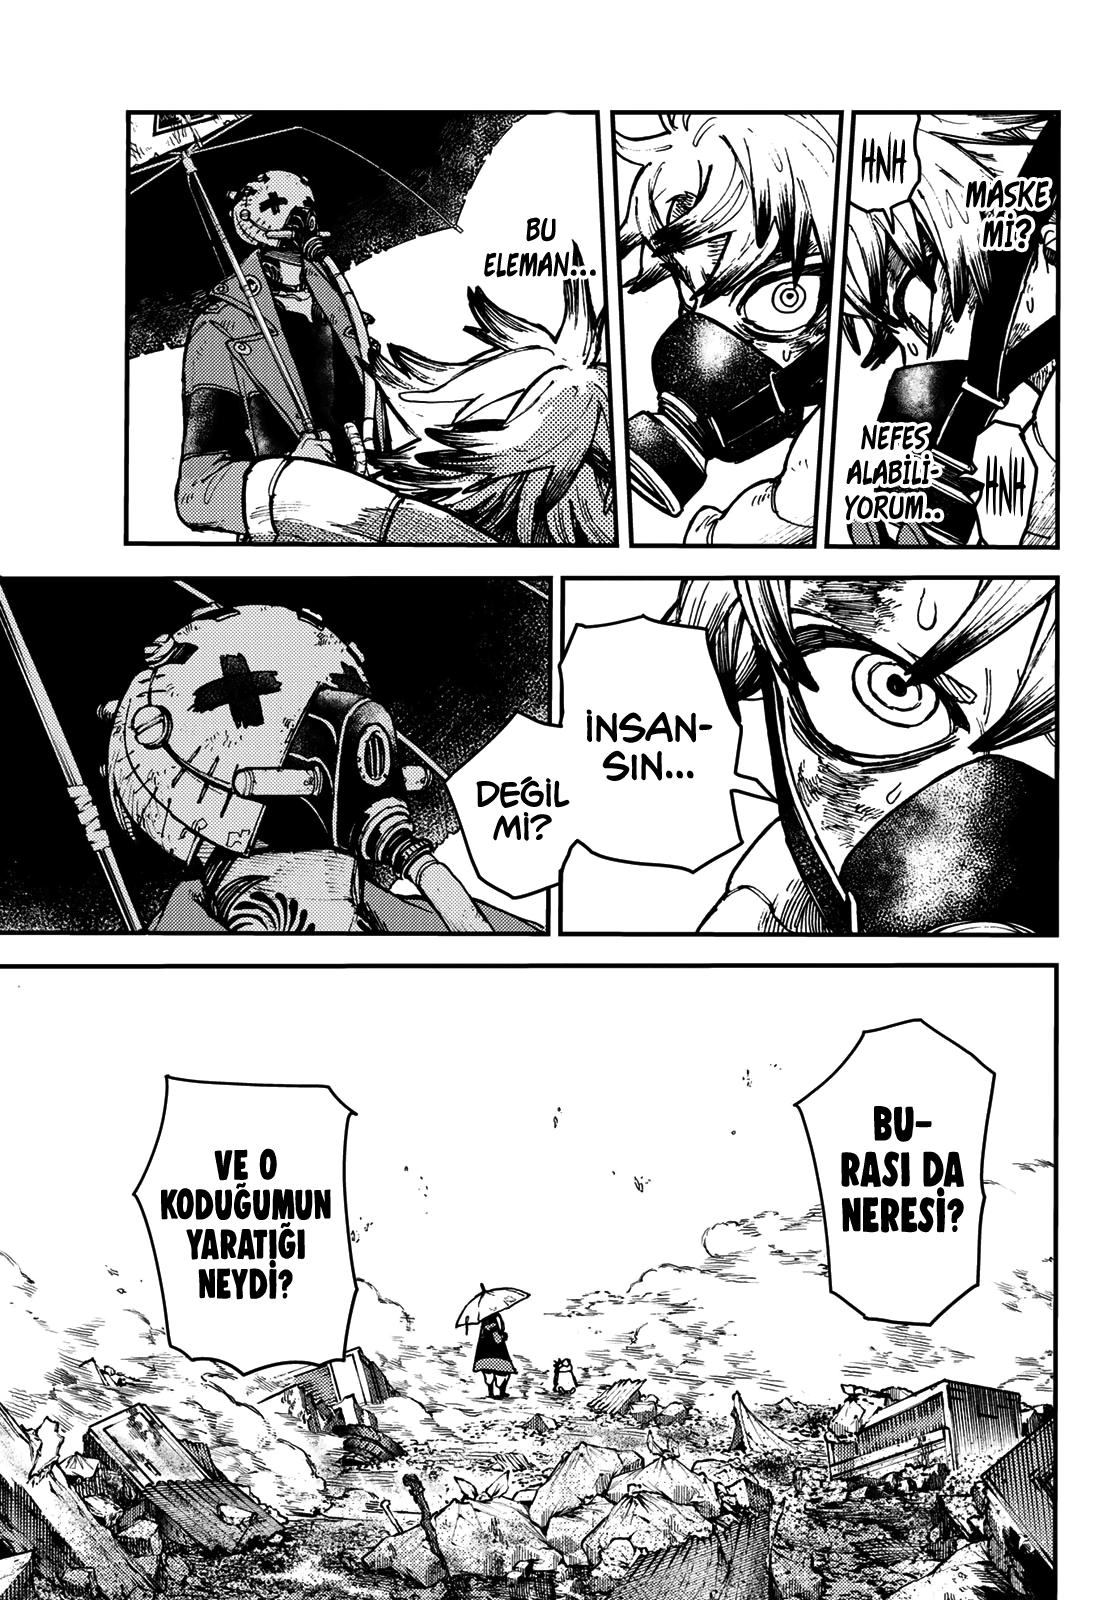 HNH
MASKE
Mİ?
NEFES
ALABİLİ-
YORUM..
HNH
BU
ELEMAN...
İNSAN-
SIN...
DEĞİL
Mİ?
BU-
RASI DA
NERESİ?
VE O
KODUĞUMUN
YARATIĞI
NEYDİ?